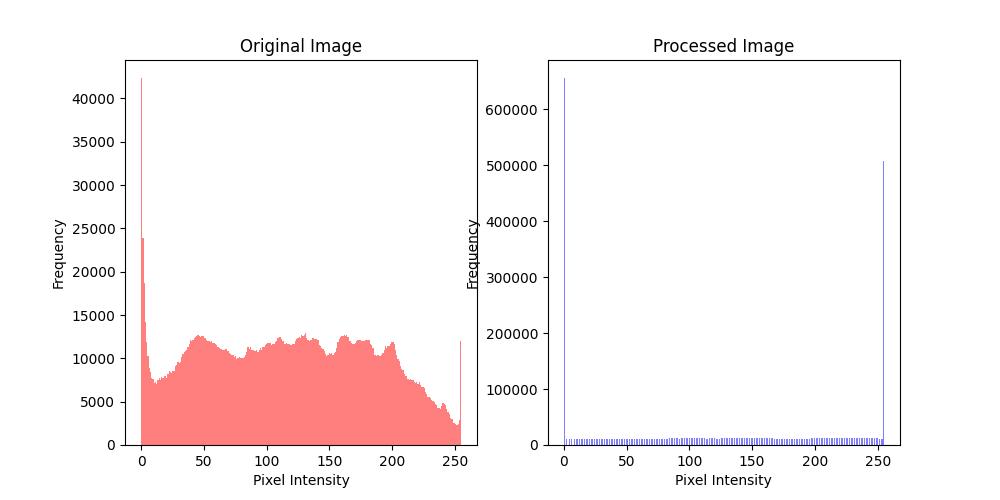 Original Image
Frequency
40000
35000
30000
25000
20000
15000
10000
5000
0
0 50 100 150 200 250
Pixel Intensity
Processed Image
Frequency
600000
500000
400000
300000
200000
100000
0
0 50 100 150 200 250
Pixel Intensity